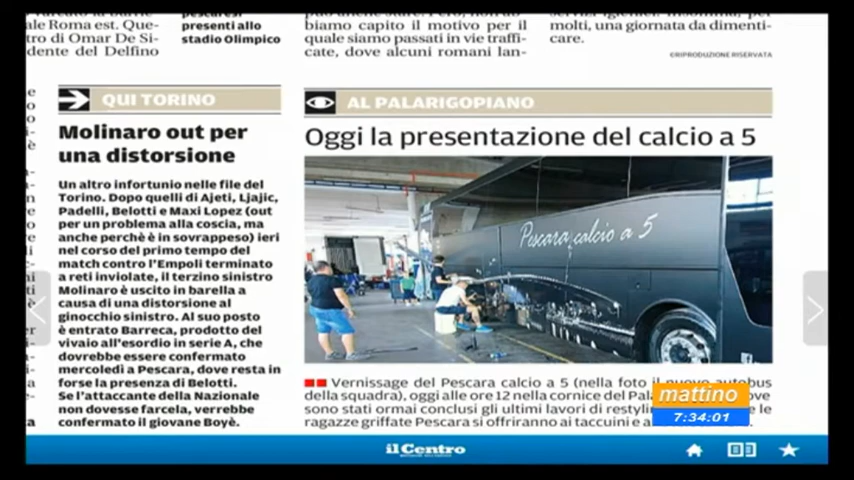 ale Roma est. Que-
tro di Omar De Si-
dente del Delfino
pescaresi
presenti allo
stadio Olimpico
biamo capito il motivo per il
quale siamo passati in vie traffi-
cate, dove alcuni romani lan-
servizi igienici. Insomma, per
molti, una giornata da dimenti-
care.
©RIPRODUZIONE RISERVATA
QUI TORINO
Molinaro out per
una distorsione
Un altro infortunio nelle file del
Torino. Dopo quelli di Ajeti, Ljajic,
Padelli, Belotti e Maxi Lopez (out
per un problema alla coscia, ma
anche perchè è in sovrappeso) ieri
nel corso del primo tempo del
match contro l'Empoli terminato
a reti inviolate, il terzino sinistro
Molinaro è uscito in barella a
causa di una distorsione al
ginocchio sinistro. Al suo posto
è entrato Barreca, prodotto del
vivaio all'esordio in serie A, che
dovrebbe essere confermato
mercoledì a Pescara, dove resta in
forse la presenza di Belotti.
Se l'attaccante della Nazionale
non dovesse farcela, verrebbe
confermato il giovane Boyè.
AL PALARIGOPIANO
Oggi la presentazione del calcio a 5
Pescara calcio a 5
Vernissage del Pescara calcio a 5 (nella foto il nuovo autobus
della squadra), oggi alle ore 12 nella cornice del Pala
sono stati ormai conclusi gli ultimi lavori di restyli
ragazze griffate Pescara si offriranno ai taccuini e a
mattino
7:34:01
il Centro